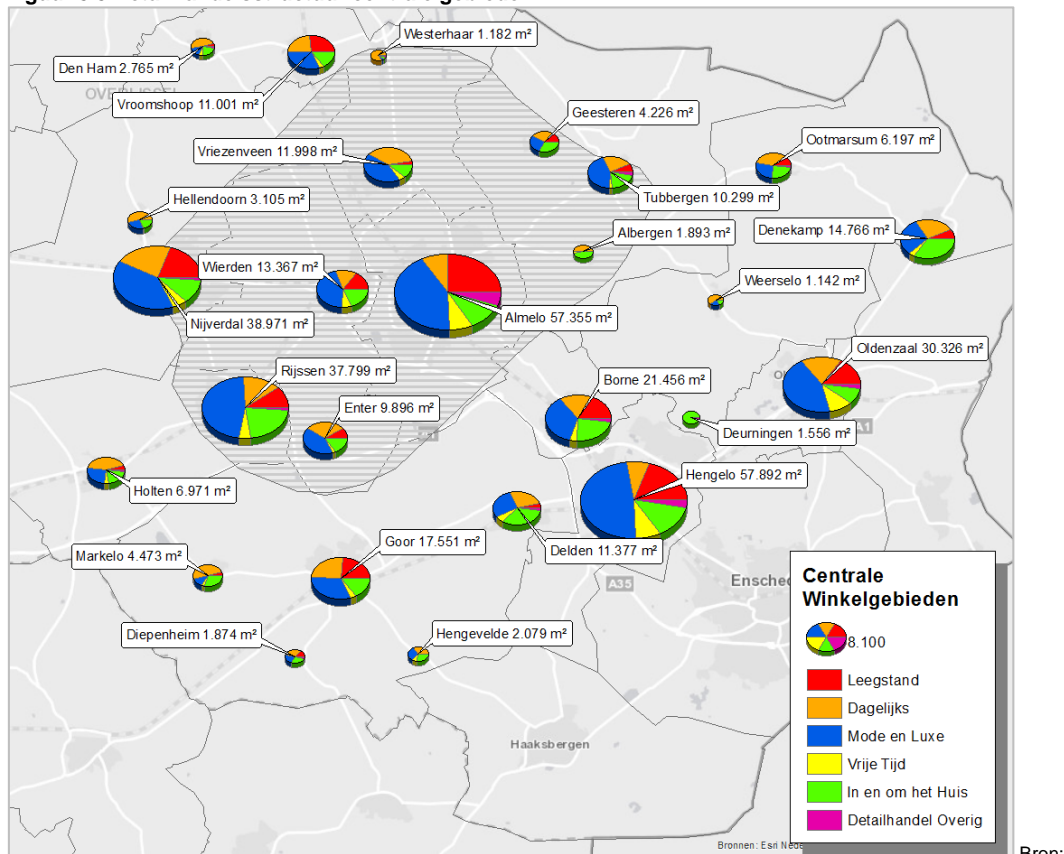 Westerhaar 1.182 m²
Den Ham 2.765 m²
OVERIJSSEL
Vroomshoop 11.001 m²
Geesteren 4.226 m²
Ootmarsum 6.197 m²
Vriezenveen 11.998 m²
Tubbergen 10.299 m²
Hellendoorn 3.105 m²
Albergen 1.893 m²
Denekamp 14.766 m²
Wierden 13.367 m²
Weerselo 1.142 m²
Nijverdal 38.971 m²
Almelo 57.355 m²
Oldenzaal 30.326 m²
Rijssen 37.799 m²
Borne 21.456 m²
Enter 9.896 m²
Deurningen 1.556 m²
A1
Hengelo 57.892 m²
Holten 6.971 m²
Goor 17.551 m²
Delden 11.377 m²
Markelo 4.473 m²
A35
Diepenheim 1.874 m²
Hengevelde 2.079 m²
Haaksbergen
Centrale
Winkelgebieden
8.100
Leegstand
Dagelijks
Mode en Luxe
Vrije Tijd
In en om het Huis
Detailhandel Overig
Bronnen: Esri